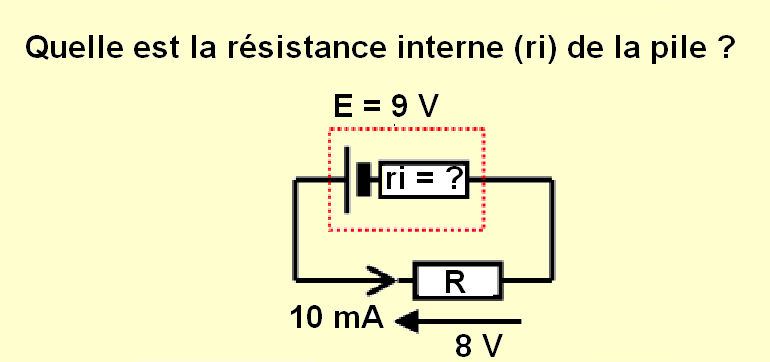 Quelle est la résistance interne (ri) de la pile ?
E = 9 V
ri = ?
R
10 mA
8 V